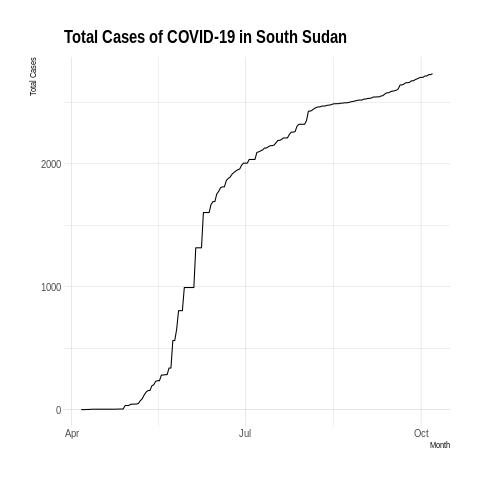 Total Cases of COVID-19 in South Sudan
Total Cases
2000
1000
0
Apr
Jul
Oct
Month